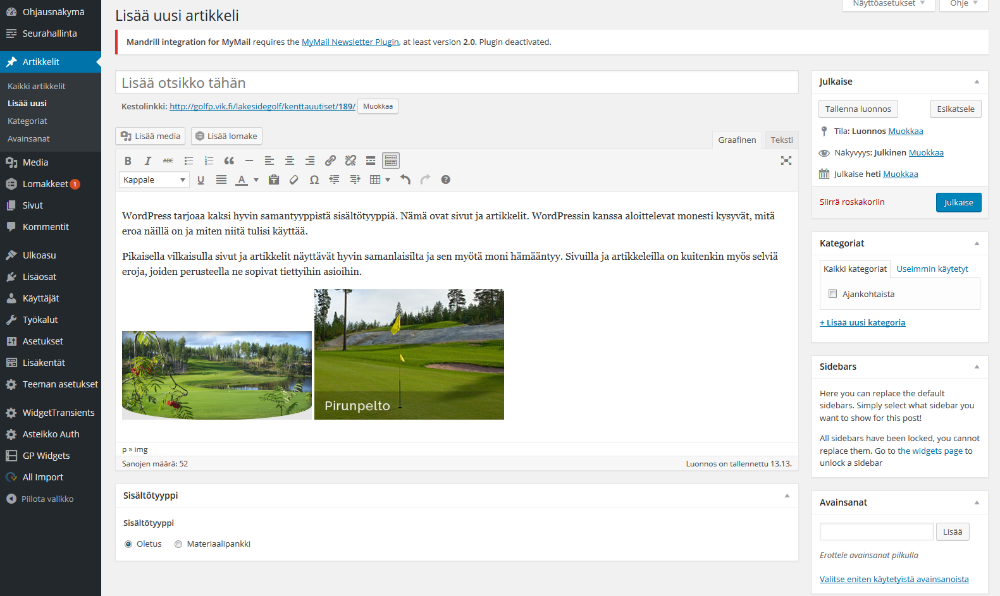 Ohjausnäkymä
Seurahallinta
Artikkelit
Kaikki artikkelit
Lisää uusi
Kategoriat
Avainsanat
Media
Lomakkeet 1
Sivut
Kommentit
Ulkoasu
Lisäosat
Käyttäjät
Työkalut
Asetukset
Lisäkentät
Teeman asetukset
WidgetTransients
Asteikko Auth
GP Widgets
All Import
Piilota valikko
Näyttöasetukset
Ohje
Lisää uusi artikkeli
Mandrill integration for MyMail requires the MyMail Newsletter Plugin, at least version 2.0. Plugin deactivated.
Lisää otsikko tähän
Kestolinkki: http://golfp.vik.fi/lakesidegolf/kenttauutiset/189/ Muokkaa
Lisää media Lisää lomake
Graafinen Teksti
B I ABC
Kappale U A Ω ?
WordPress tarjoaa kaksi hyvin samantyyppistä sisältötyyppiä. Nämä ovat sivut ja artikkelit. WordPressin kanssa aloittelevat monesti kysyvät, mitä
eroa näillä on ja miten niitä tulisi käyttää.
Pikaisella vilkaisulla sivut ja artikkelit näyttävät hyvin samanlaisilta ja sen myötä moni hämääntyy. Sivuilla ja artikkeleilla on kuitenkin myös selviä
eroja, joiden perusteella ne sopivat tiettyihin asioihin.
Pirunpelto
p » img
Sanojen määrä: 52
Luonnos on tallennettu 13.13.
Sisältötyyppi
Sisältötyyppi
Oletus Materiaalipankki
Julkaise
Tallenna luonnos Esikatsele
Tila: Luonnos Muokkaa
Näkyvyys: Julkinen Muokkaa
Julkaise heti Muokkaa
Siirrä roskakoriin Julkaise
Kategoriat
Kaikki kategoriat Useimmin käytetyt
Ajankohtaista
+ Lisää uusi kategoria
Sidebars
Here you can replace the default
sidebars. Simply select what sidebar you
want to show for this post!
All sidebars have been locked, you cannot
replace them. Go to the widgets page to
unlock a sidebar
Avainsanat
Lisää
Erottele avainsanat pilkulla
Valitse eniten käytetyistä avainsanoista